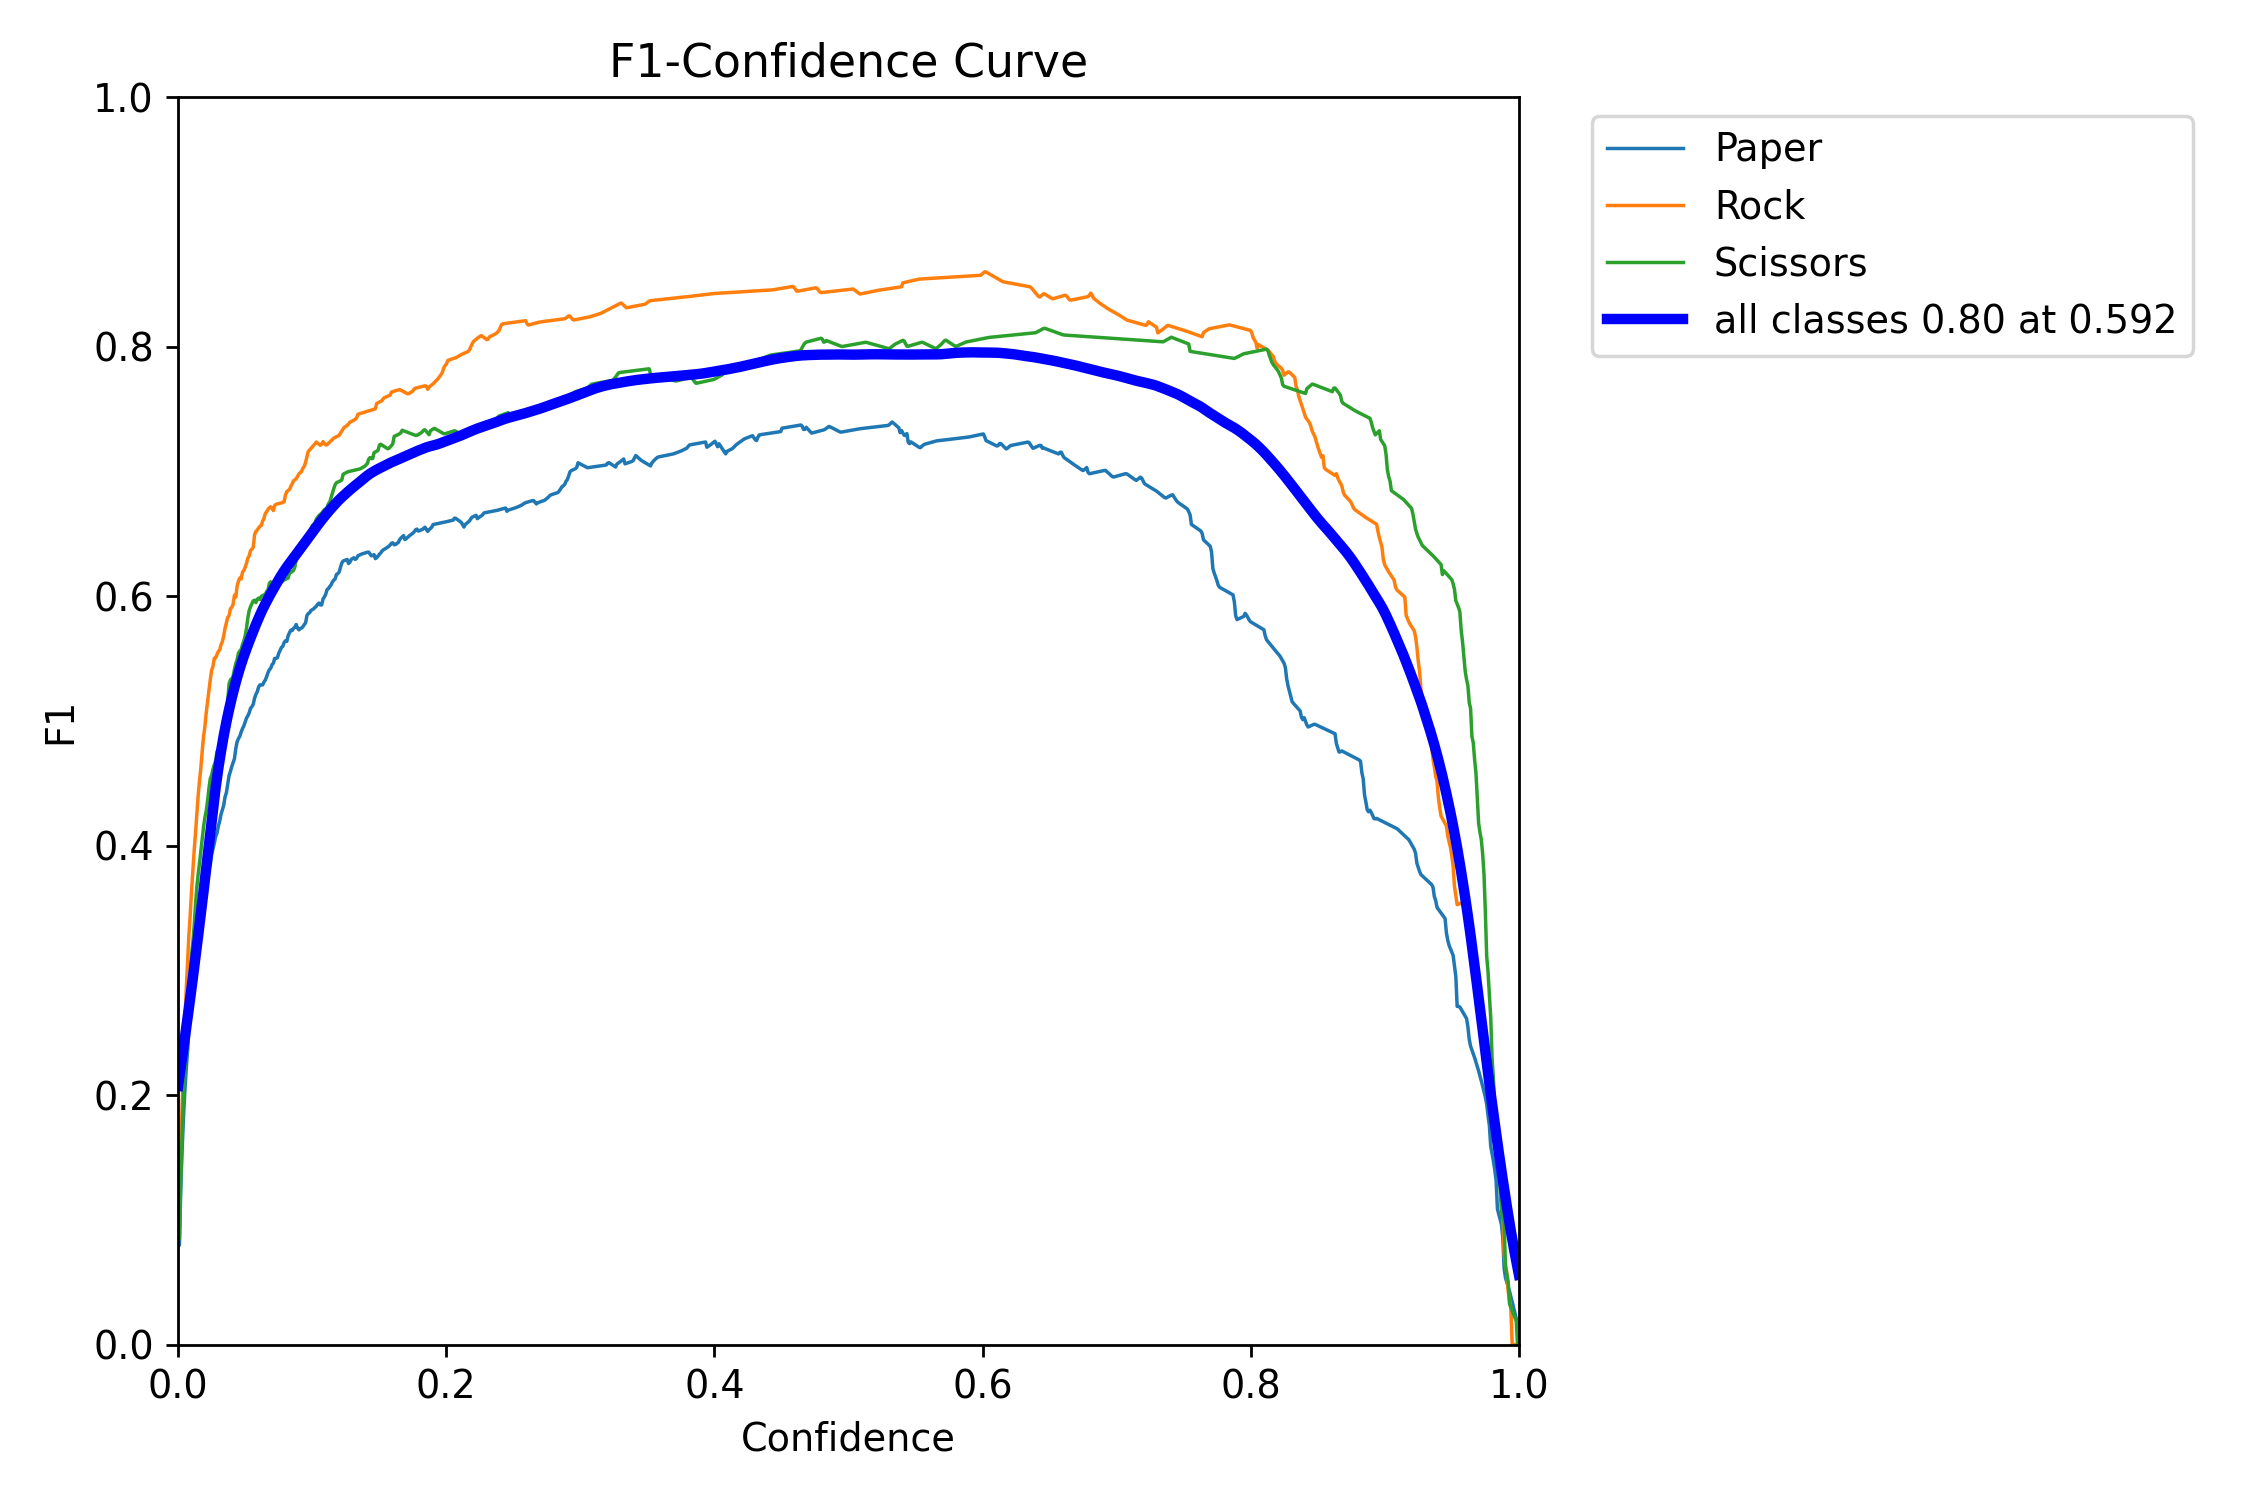 F1-Confidence Curve
1.0
0.8
0.6
0.4
0.2
0.0
F1
0.0 0.2 0.4 0.6 0.8 1.0
Confidence
Paper
Rock
Scissors
all classes 0.80 at 0.592